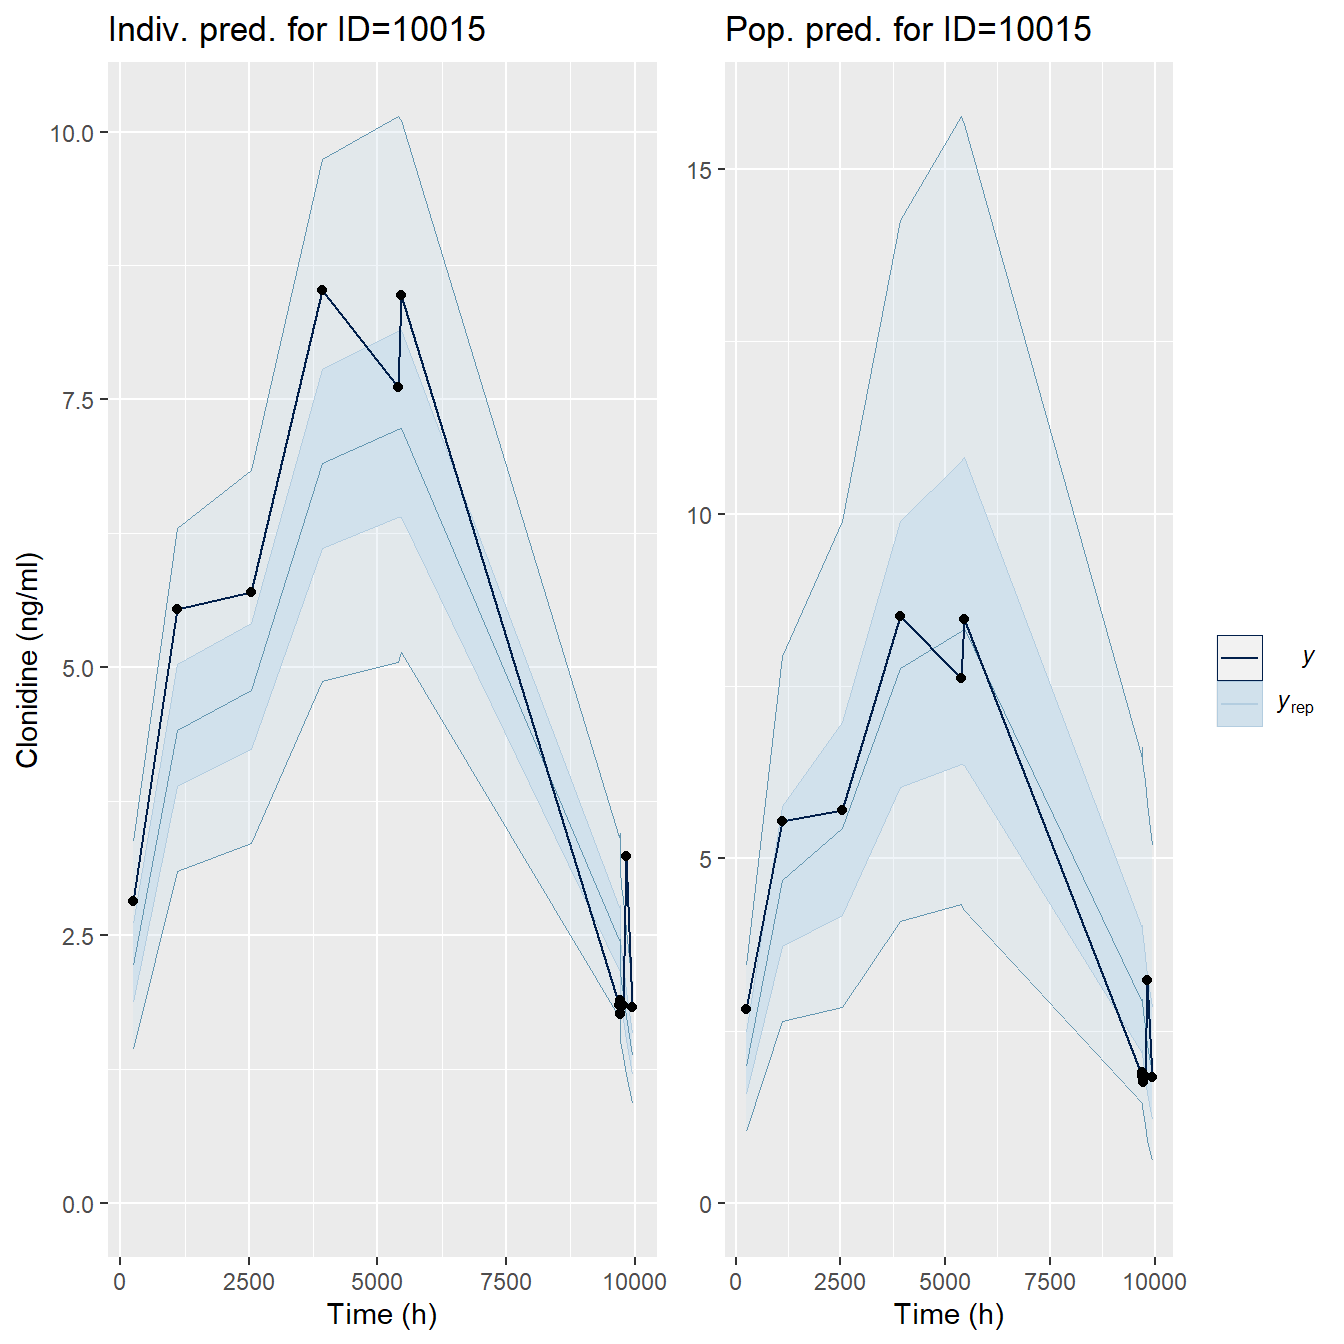 Indiv. pred. for ID=10015
Pop. pred. for ID=10015
Clonidine (ng/ml)
10.0
7.5
5.0
2.5
0.0
0 2500 5000 7500 10000
Time (h)
15
10
5
0
0 2500 5000 7500 10000
Time (h)
y
yrep